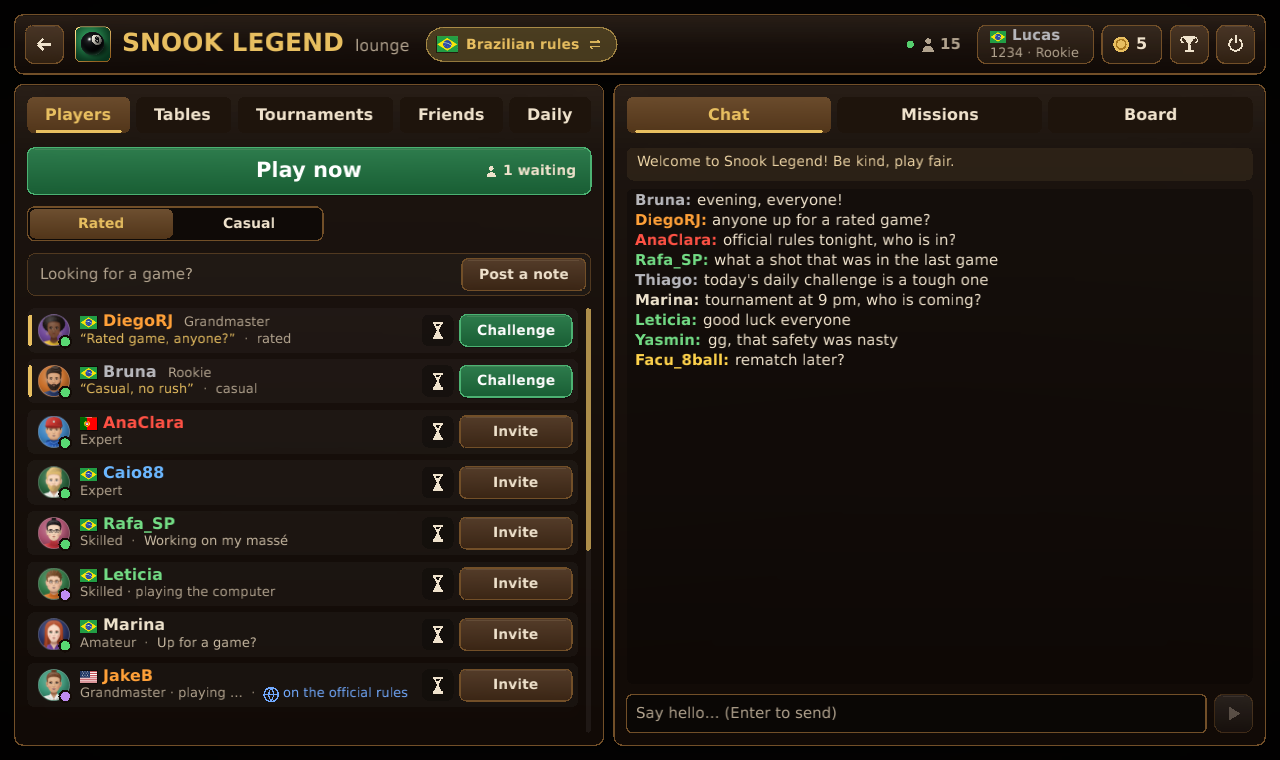 SNOOK LEGEND lounge
Brazilian rules
15
Lucas
1234 · Rookie
5
Players Tables Tournaments Friends Daily
Play now
1 waiting
Rated Casual
Looking for a game?
Post a note
DiegoRJ Grandmaster
“Rated game, anyone?” · rated
Challenge
Bruna Rookie
“Casual, no rush” · casual
Challenge
AnaClara
Expert
Invite
Caio88
Expert
Invite
Rafa_SP
Skilled · Working on my massé
Invite
Leticia
Skilled · playing the computer
Invite
Marina
Amateur · Up for a game?
Invite
JakeB
Grandmaster · playing ... · on the official rules
Invite
Chat Missions Board
Welcome to Snook Legend! Be kind, play fair.
Bruna: evening, everyone!
DiegoRJ: anyone up for a rated game?
AnaClara: official rules tonight, who is in?
Rafa_SP: what a shot that was in the last game
Thiago: today's daily challenge is a tough one
Marina: tournament at 9 pm, who is coming?
Leticia: good luck everyone
Yasmin: gg, that safety was nasty
Facu_8ball: rematch later?
Say hello... (Enter to send)